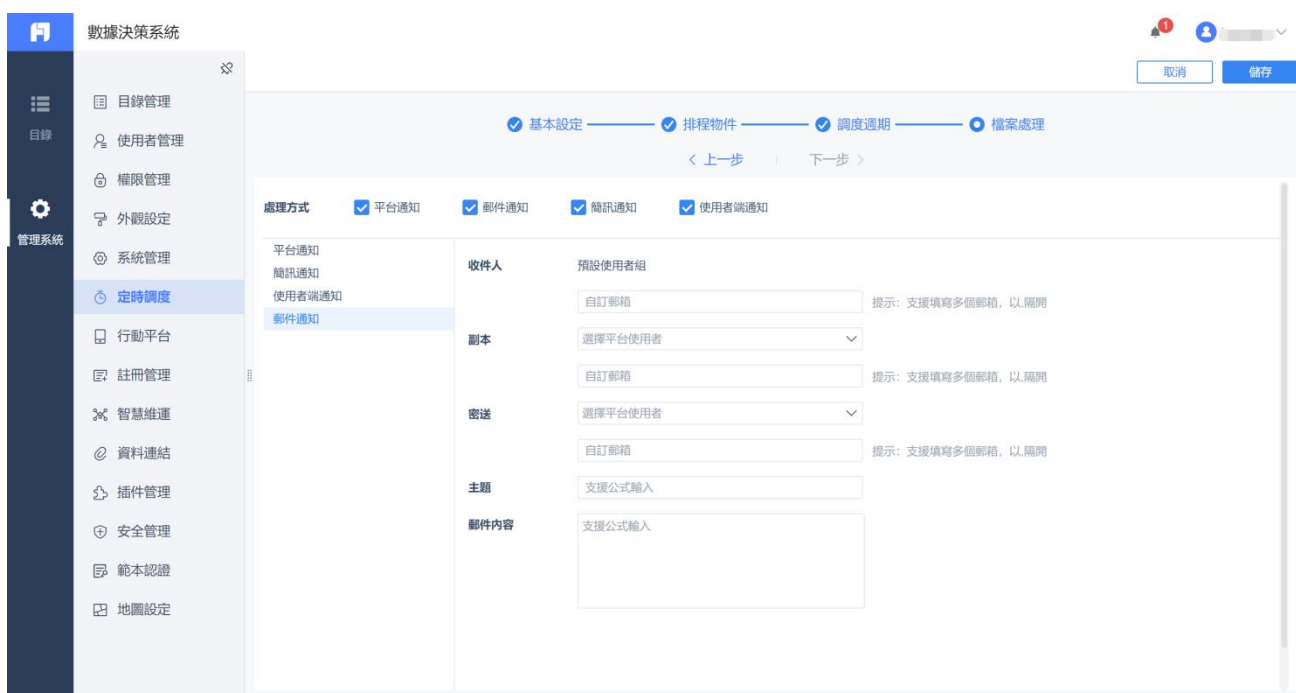 數據決策系統
1
取消
儲存
目錄
管理系統
目錄管理
使用者管理
權限管理
外觀設定
系統管理
定時調度
行動平台
註冊管理
智慧維運
資料連結
插件管理
安全管理
範本認證
地圖設定
基本設定
排程物件
調度週期
檔案處理
上一步
下一步
處理方式
平台通知
郵件通知
簡訊通知
使用者端通知
平台通知
簡訊通知
使用者端通知
郵件通知
收件人
預設使用者組
自訂郵箱
提示：支援填寫多個郵箱，以,隔開
副本
選擇平台使用者
自訂郵箱
提示：支援填寫多個郵箱，以,隔開
密送
選擇平台使用者
自訂郵箱
提示：支援填寫多個郵箱，以,隔開
主題
支援公式輸入
郵件內容
支援公式輸入